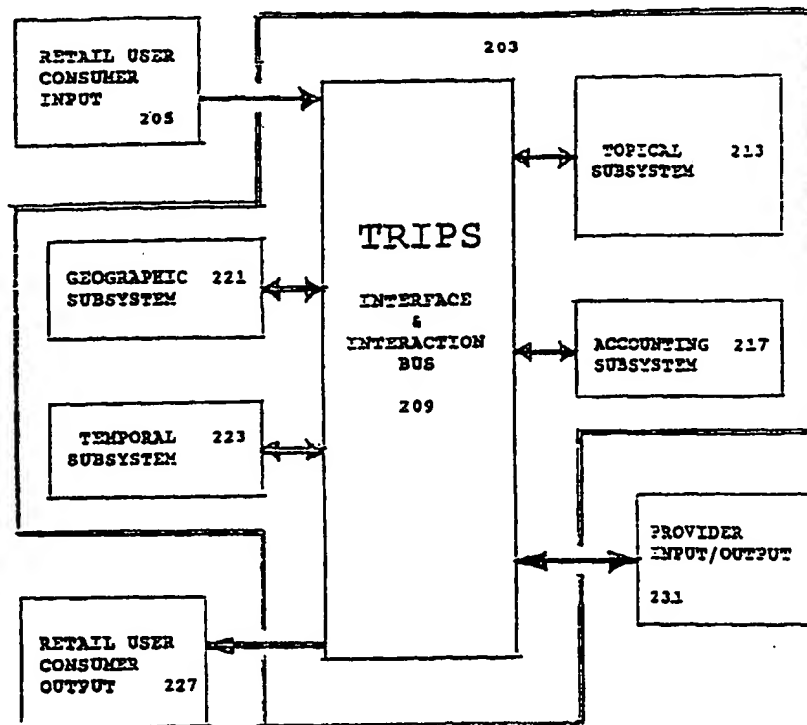 RETAIL USER
CONSUMER
INPUT
205
203
TOPICAL 213
SUBSYSTEM
TRIPS
INTERFACE
&
INTERACTION
BUS
209
GEOGRAPHIC 221
SUBSYSTEM
ACCOUNTING 217
SUBSYSTEM
TEMPORAL 223
SUBSYSTEM
PROVIDER
INPUT/OUTPUT
231
RETAIL USER
CONSUMER
OUTPUT 227